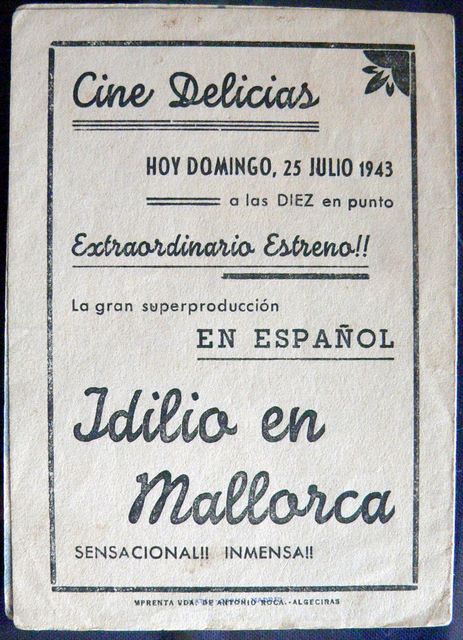 Cine Delicias
HOY DOMINGO, 25 JULIO 1943
a las DIEZ en punto
Extraordinario Estreno!!
La gran superproducción
EN ESPAÑOL
Idilio en
Mallorca
SENSACIONAL!! INMENSA!!
MPRENTA VDA. DE ANTONIO ROCA.-ALGECIRAS